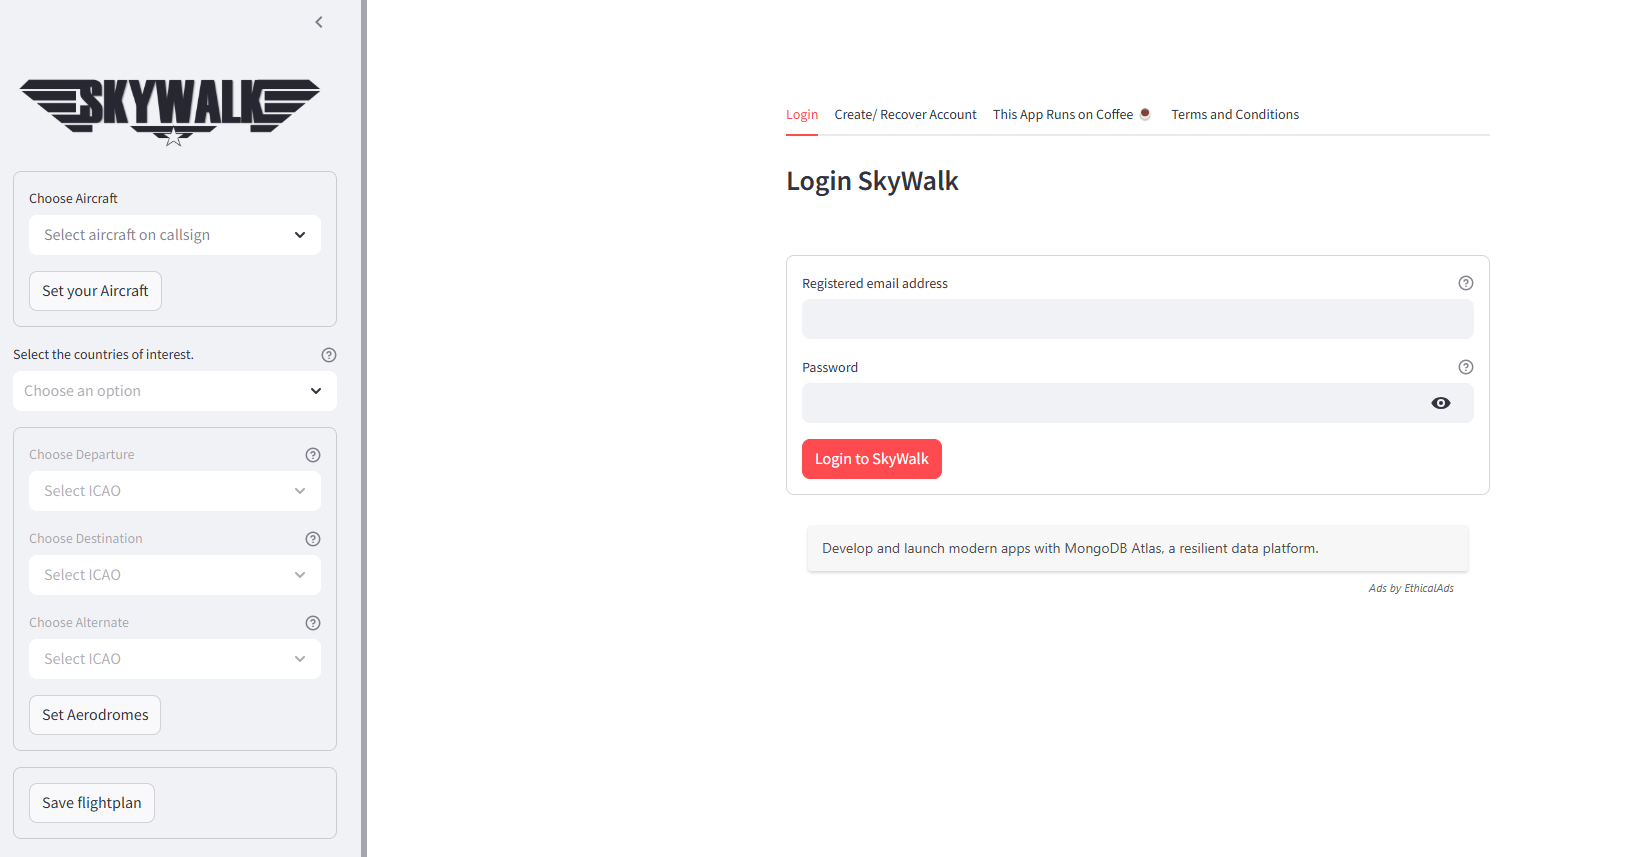 SKYWALK
Choose Aircraft
Select aircraft on callsign
Set your Aircraft
Select the countries of interest.
Choose an option
Choose Departure
Select ICAO
Choose Destination
Select ICAO
Choose Alternate
Select ICAO
Set Aerodromes
Save flightplan
Login Create/ Recover Account This App Runs on Coffee Terms and Conditions
Login SkyWalk
Registered email address
Password
Login to SkyWalk
Develop and launch modern apps with MongoDB Atlas, a resilient data platform.
Ads by EthicalAds